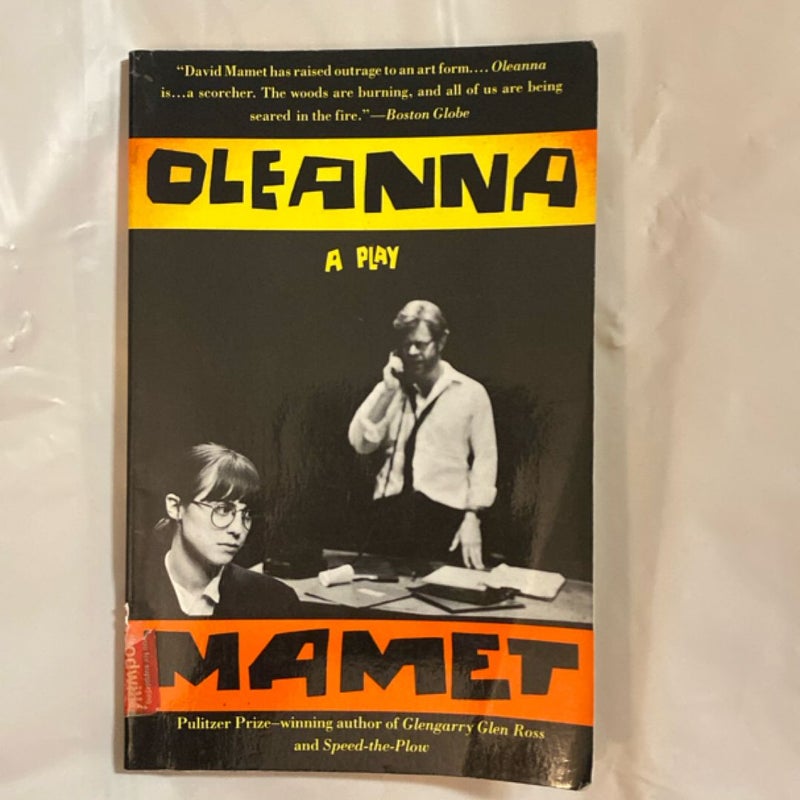 “David Mamet has raised outrage to an art form.... Oleanna
is...a scorcher. The woods are burning, and all of us are being
seared in the fire.”—Boston Globe
OLEANNA
A PLAY
MAMET
Pulitzer Prize–winning author of Glengarry Glen Ross
and Speed-the-Plow